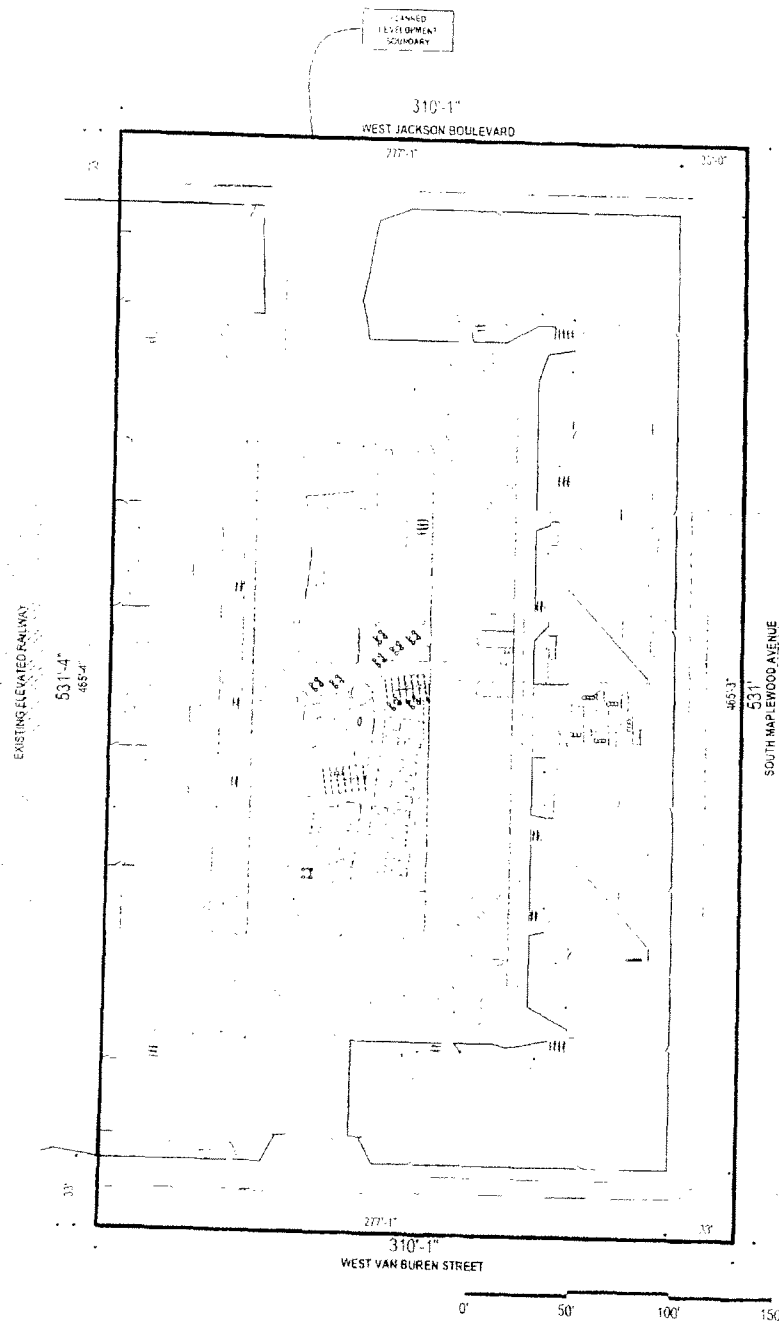 PLANNED
DEVELOPMENT
BOUNDARY
310'-1"
WEST JACKSON BOULEVARD
277'-1"
33'-0"
33'
EXISTING ELEVATED RAILWAY
531'-4"
465'-4"
465'-3"
531'
SOUTH MAPLEWOOD AVENUE
33'
277'-1"
33'
310'-1"
WEST VAN BUREN STREET
0'
50'
100'